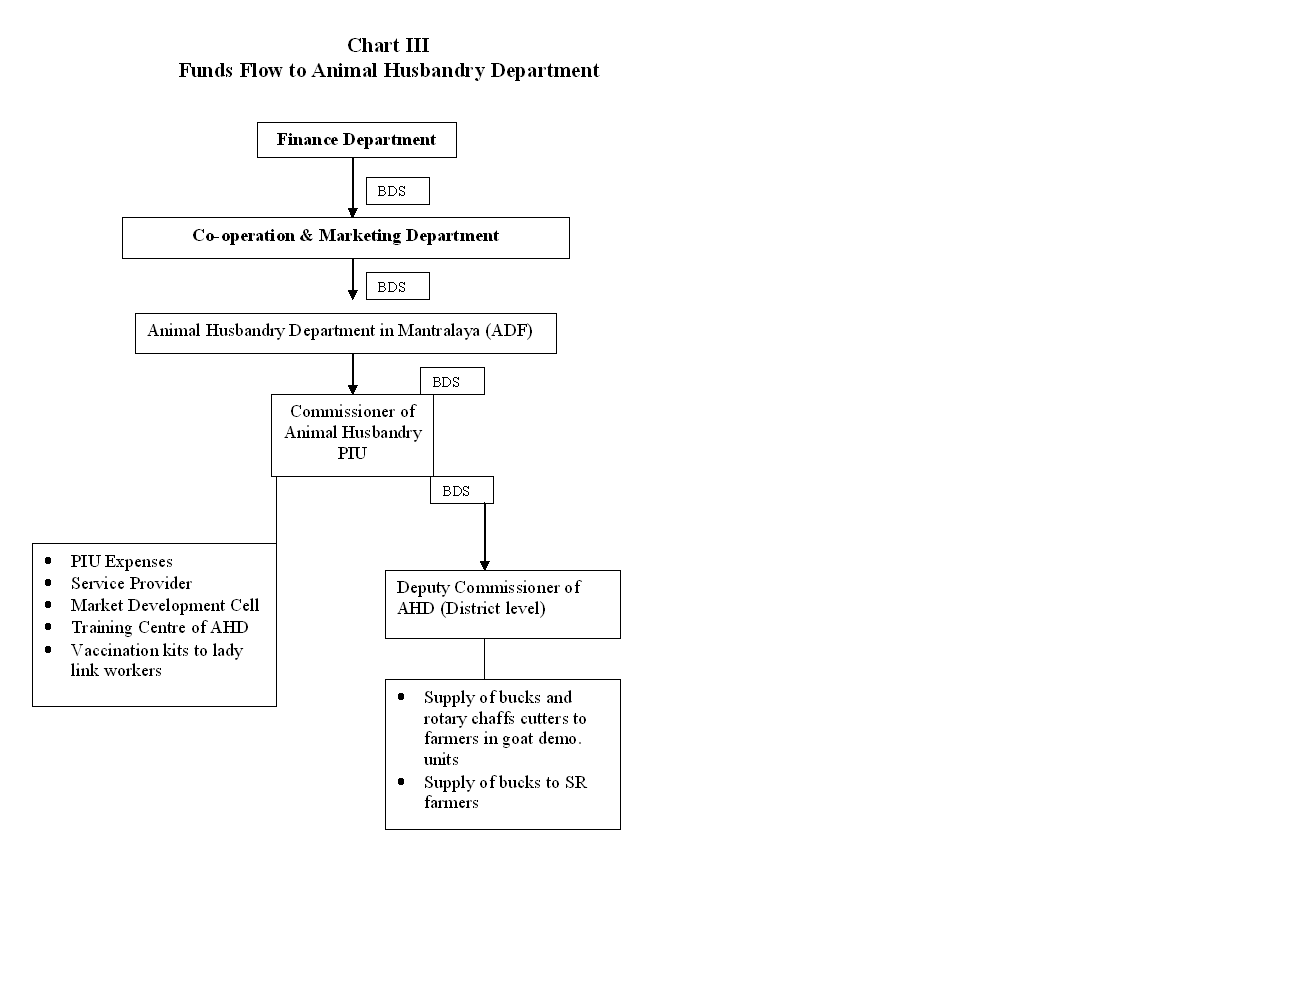 Chart III
Funds Flow to Animal Husbandry Department
Finance Department
BDS
Co-operation & Marketing Department
BDS
Animal Husbandry Department in Mantralaya (ADF)
BDS
Commissioner of
Animal Husbandry
PIU
BDS
• PIU Expenses
• Service Provider
• Market Development Cell
• Training Centre of AHD
• Vaccination kits to lady
link workers
Deputy Commissioner of
AHD (District level)
• Supply of bucks and
rotary chaffs cutters to
farmers in goat demo.
units
• Supply of bucks to SR
farmers